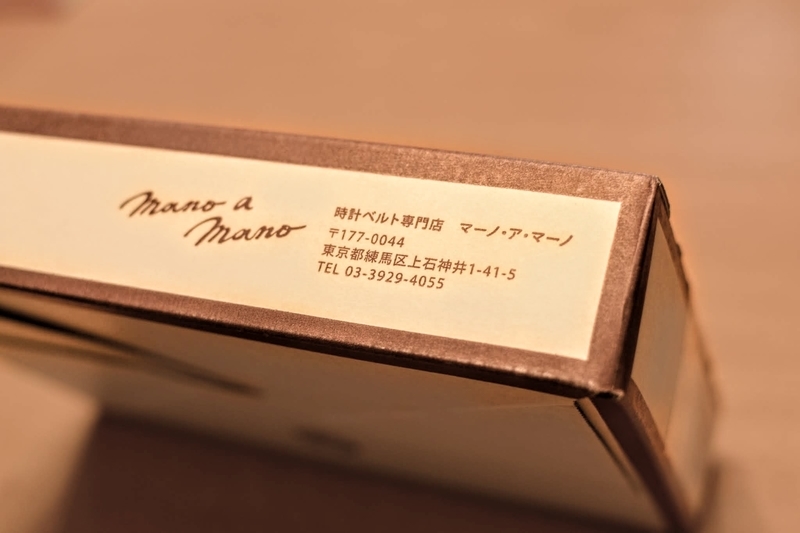 mano a
mano
時計ベルト専門店 マーノ・ア・マーノ
〒177-0044
東京都練馬区上石神井1-41-5
TEL 03-3929-4055